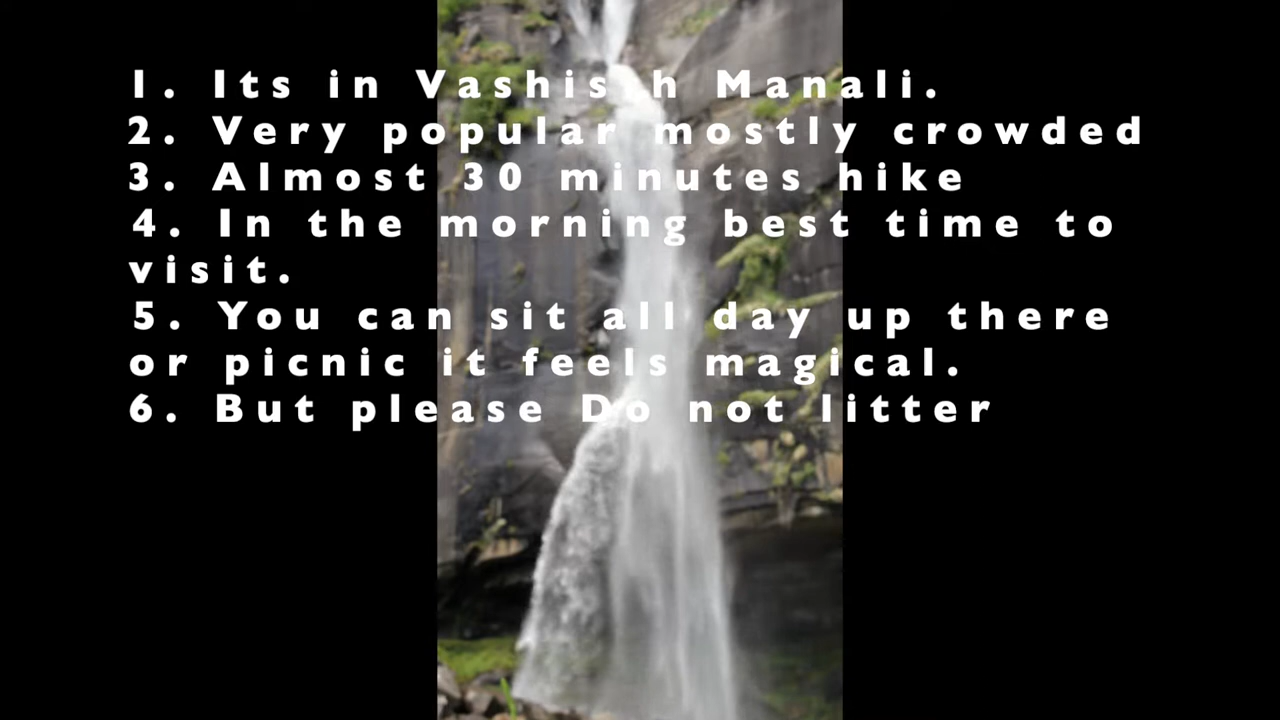 1. Its in Vashisth Manali.
2. Very popular mostly crowded
3. Almost 30 minutes hike
4. In the morning best time to
visit.
5. You can sit all day up there
or picnic it feels magical.
6. But please Do not litter